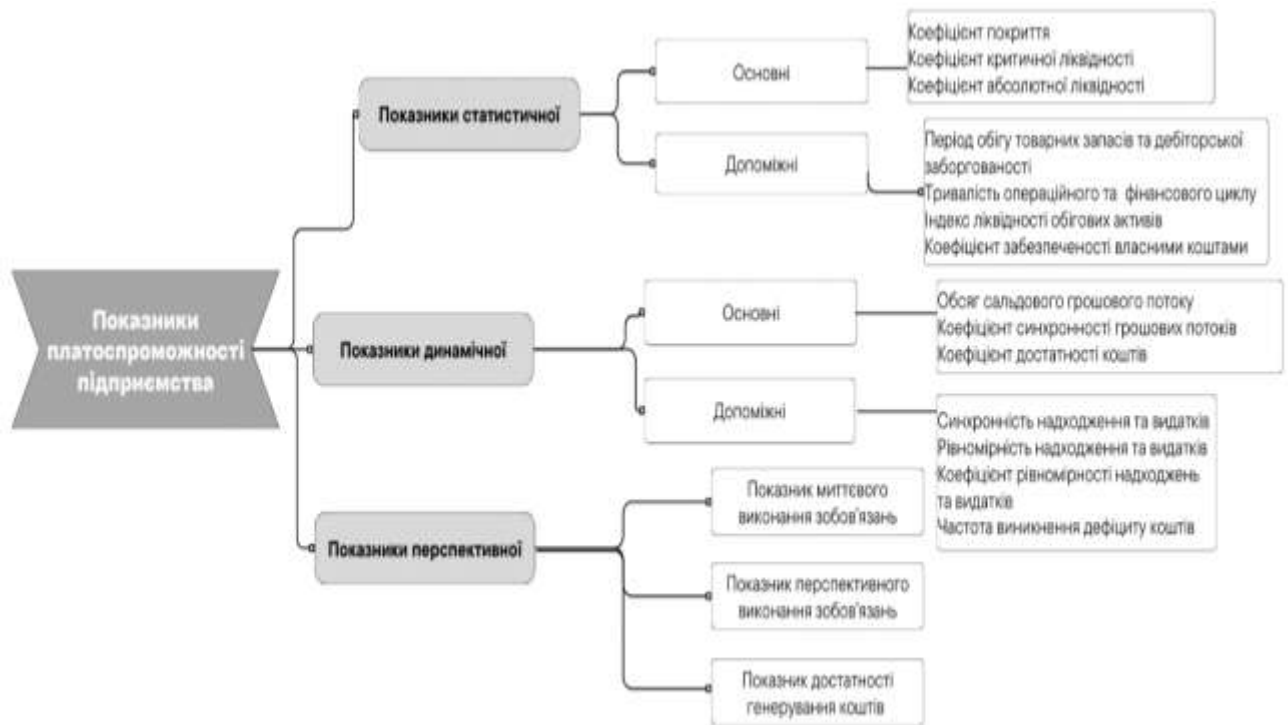 Показники
платоспроможності
підприємства
Показники статистичної
Основні
Коефіцієнт покриття
Коефіцієнт критичної ліквідності
Коефіцієнт абсолютної ліквідності
Допоміжні
Період обігу товарних запасів та дебіторської
заборгованості
Тривалість операційного та фінансового циклу
Індекс ліквідності обігових активів
Коефіцієнт забезпеченості власними коштами
Показники динамічної
Основні
Обсяг сальдового грошового потоку
Коефіцієнт синхронності грошових потоків
Коефіцієнт достатності коштів
Допоміжні
Синхронність надходження та видатків
Рівномірність надходження та видатків
Коефіцієнт рівномірності надходжень
та видатків
Частота виникнення дефіциту коштів
Показники перспективної
Показник миттєвого
виконання зобов'язань
Показник перспективного
виконання зобов'язань
Показник достатності
генерування коштів